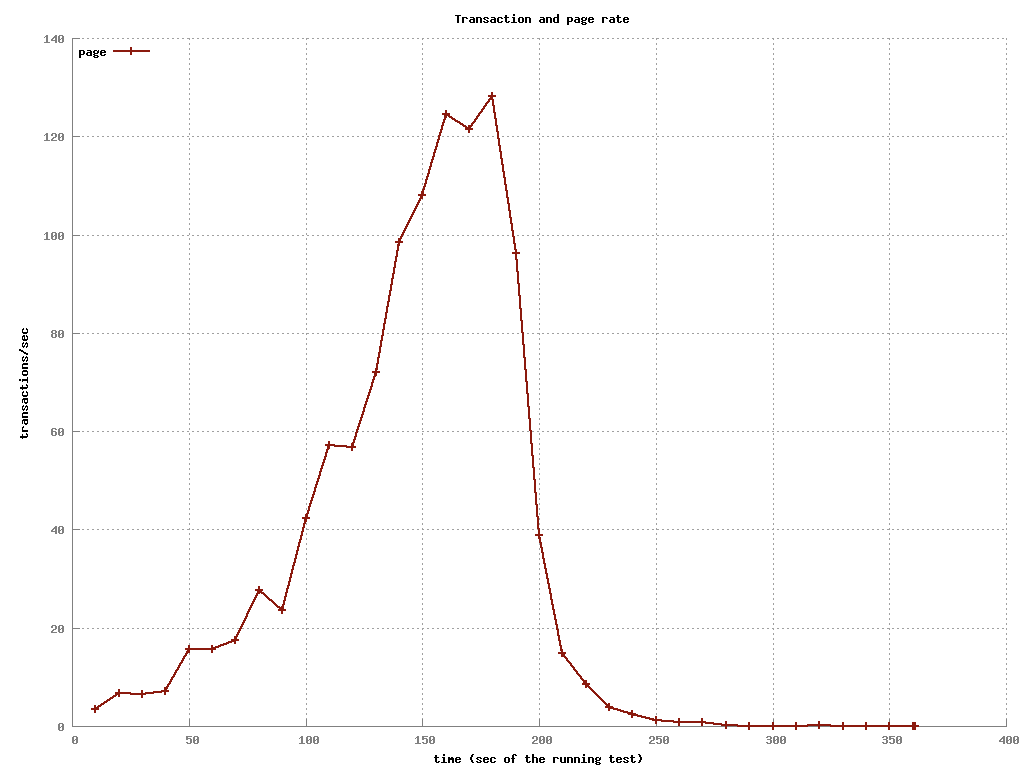 Transaction and page rate
page
140
120
100
80
60
40
20
0
transactions/sec
0 50 100 150 200 250 300 350 400
time (sec of the running test)